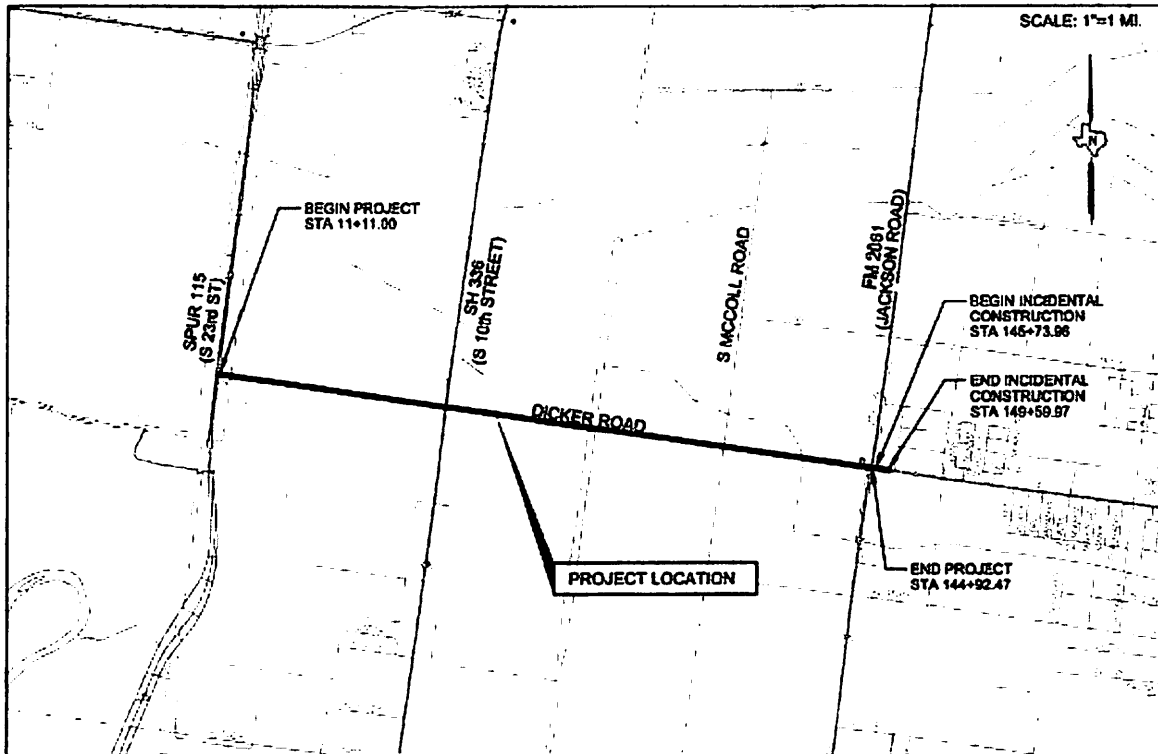 SCALE: 1"=1 MI.
N
BEGIN PROJECT
STA 11+11.00
SPUR 115
(S 23rd ST)
SH 336
(S 10th STREET)
S MCCOLL ROAD
FM 2061
(JACKSON ROAD)
BEGIN INCIDENTAL
CONSTRUCTION
STA 145+73.96
END INCIDENTAL
CONSTRUCTION
STA 149+59.97
DICKER ROAD
PROJECT LOCATION
END PROJECT
STA 144+92.47